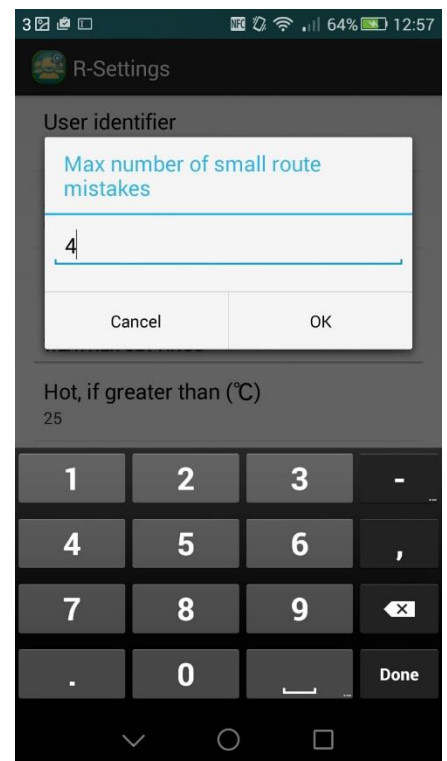 3 NFC 64% 12:57
R-Settings
User identifier
Max number of small route
mistakes
4
Cancel OK
Hot, if greater than (°C)
25
1 2 3 -
4 5 6 ,
7 8 9
. 0 Done